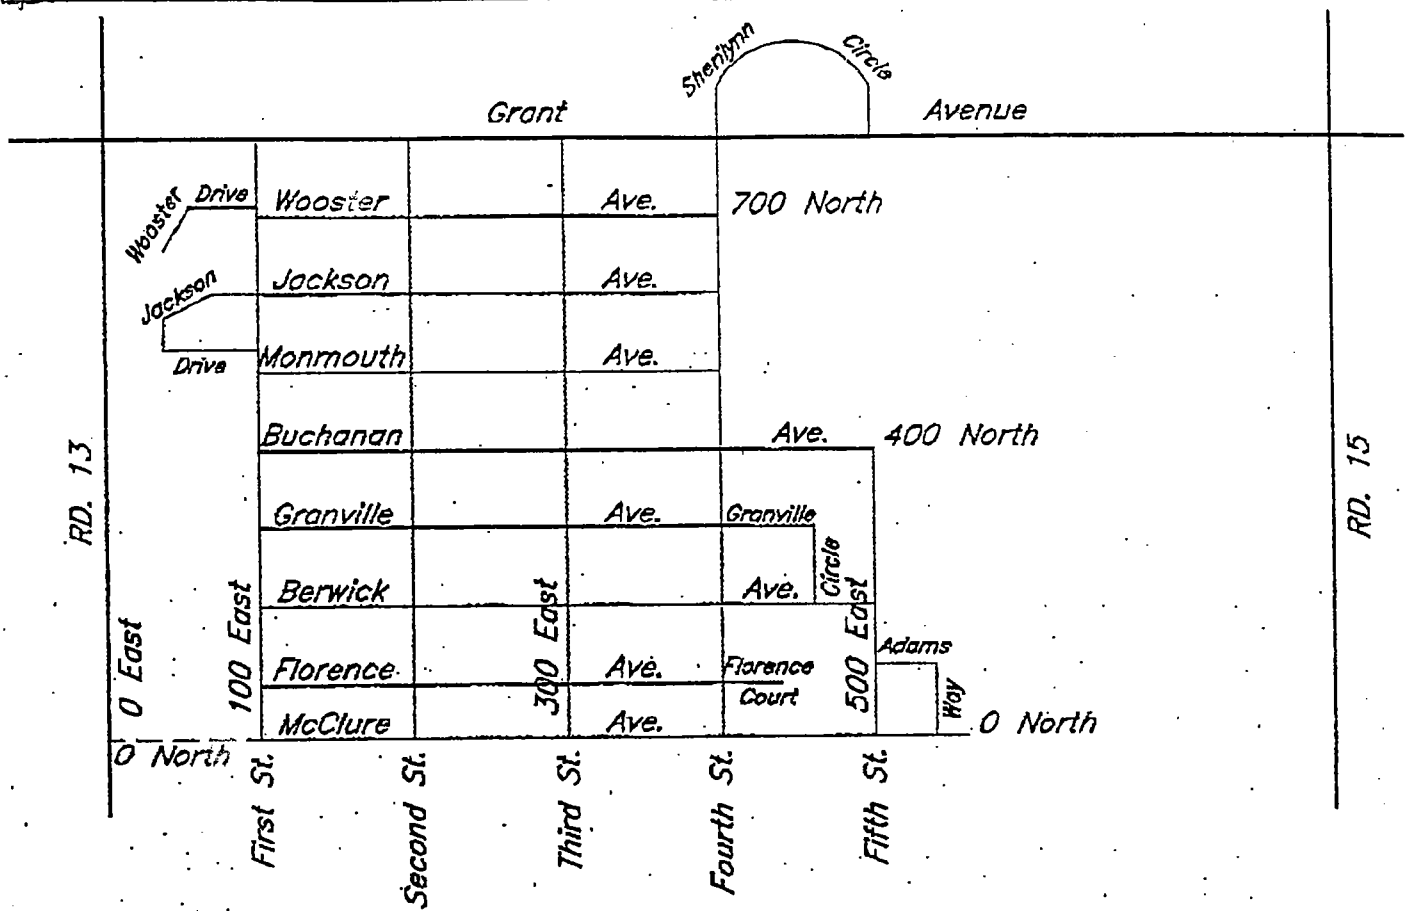 Sherilynn Circle
Grant Avenue
Wooster Drive
Wooster Ave. 700 North
Jackson
Drive
Jackson Ave.
Monmouth Ave.
Buchanan Ave. 400 North
RD. 13
RD. 15
Granville Ave. Granville
Circle
Berwick Ave.
0 East
100 East
300 East
500 East
Florence Ave. Florence
Court
Adams
Way
McClure Ave. 0 North
0 North
First St.
Second St.
Third St.
Fourth St.
Fifth St.